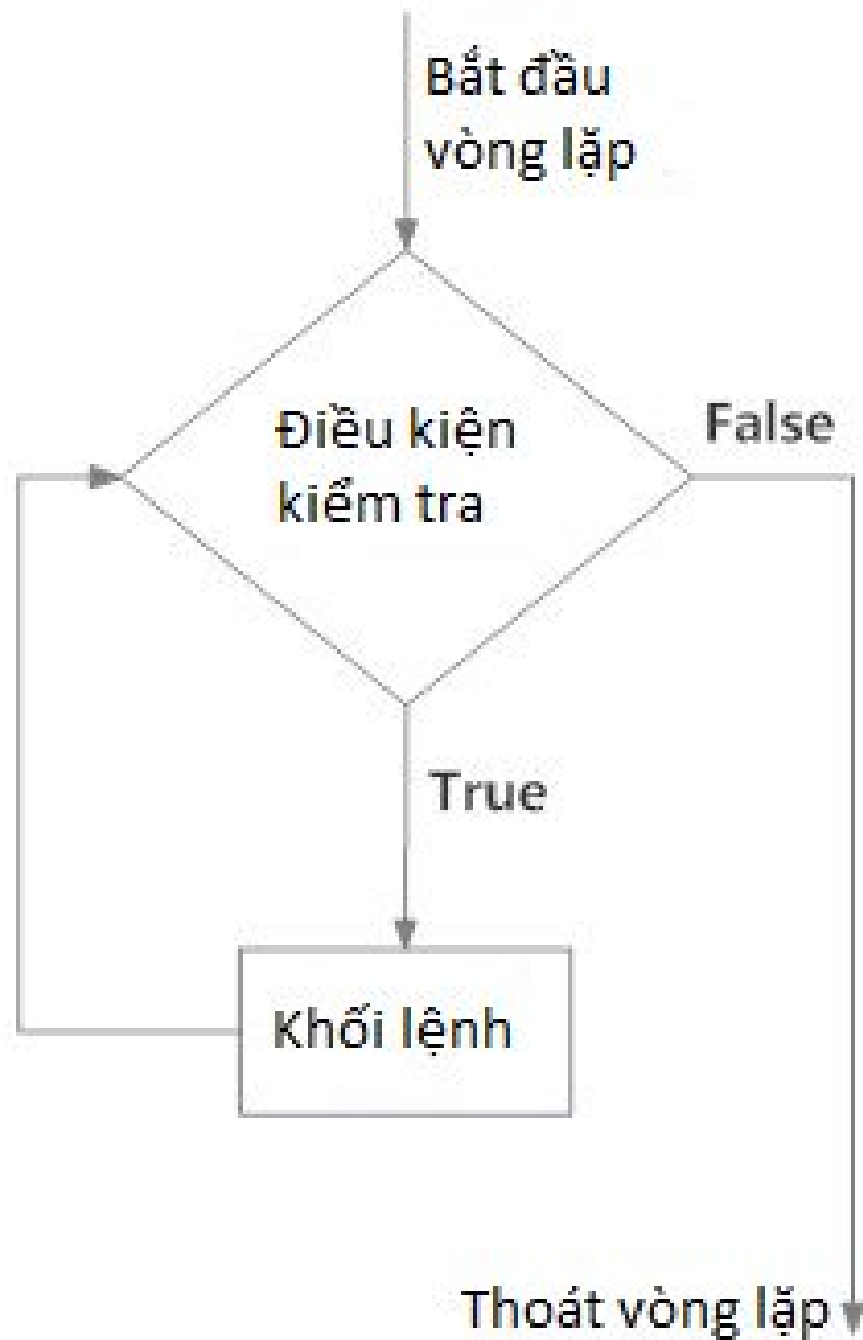 Bắt đầu
vòng lặp
Điều kiện
kiểm tra
False
True
Khối lệnh
Thoát vòng lặp